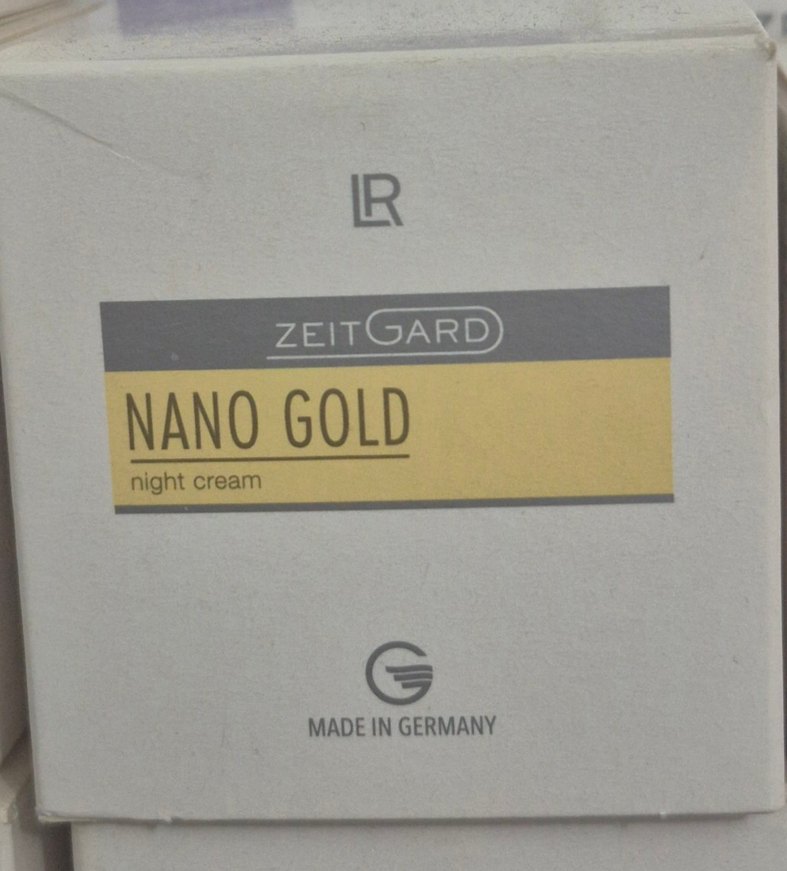 LR
ZEITGARD
NANO GOLD
night cream
MADE IN GERMANY